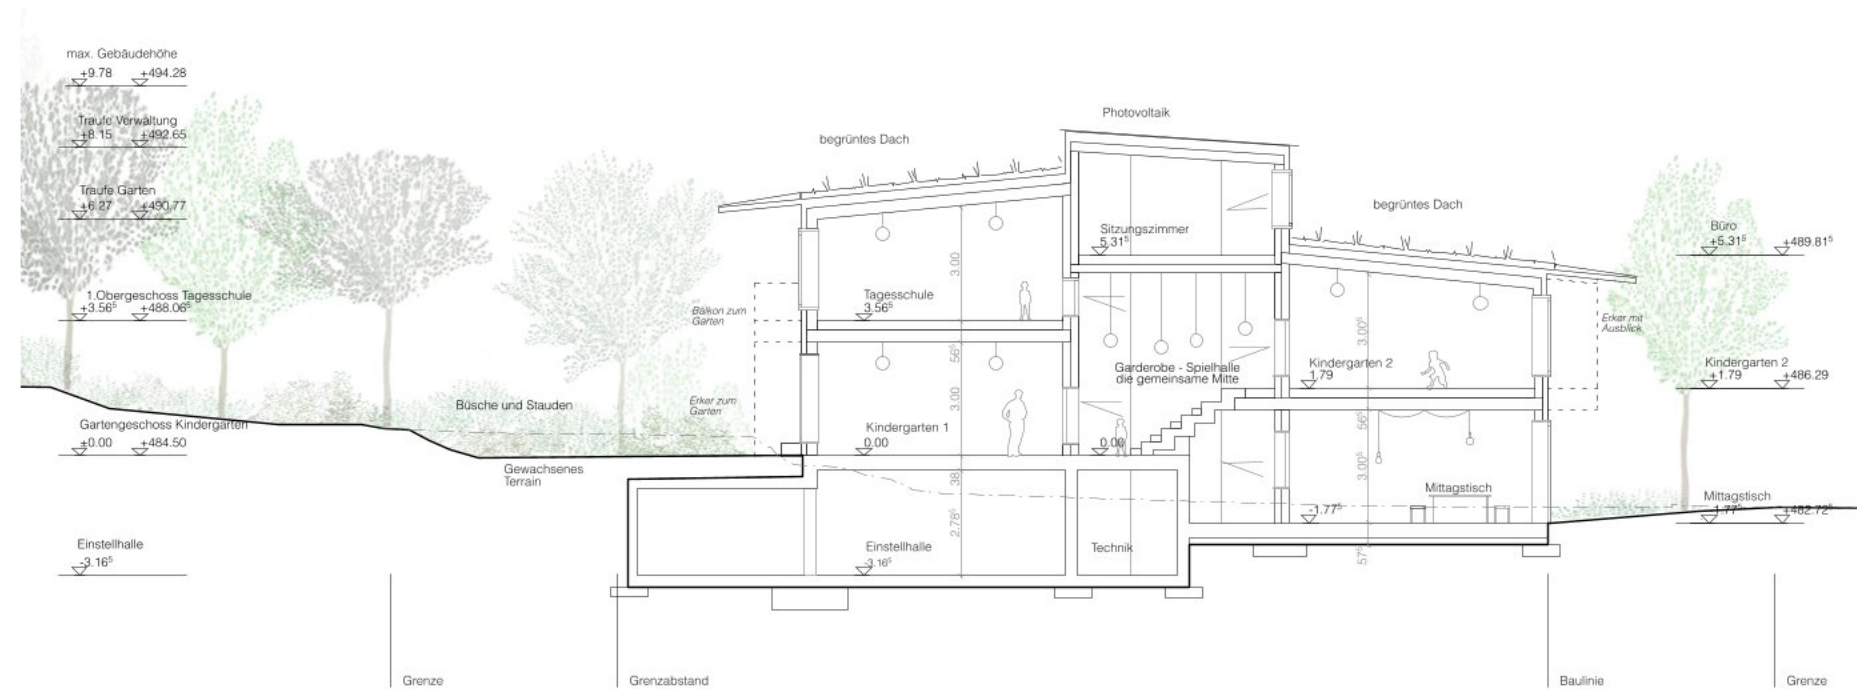 max. Gebäudehöhe
+9.78 +494.28
Traufe Verwaltung
+8.15 +492.65
Traufe Garten
+6.27 +490.77
1.Obergeschoss Tagesschule
+3.56⁵ +488.06⁵
Gartengeschoss Kindergarten
±0.00 +484.50
Einstellhalle
-3.16⁵
Büsche und Stauden
Gewachsenes
Terrain
Balkon zum
Garten
Erker zum
Garten
begrüntes Dach
Photovoltaik
begrüntes Dach
Sitzungszimmer
5.31⁵
3.00
Tagesschule
3.56⁵
56⁵
3.00
Kindergarten 1
0.00
0.00
Garderobe - Spielhalle
die gemeinsame Mitte
3.00⁵
Kindergarten 2
1.79
56⁵
3.00⁵
Mittagstisch
-1.77⁵
57⁵
38
2.78⁵
Einstellhalle
-3.16⁵
Technik
Erker mit
Ausblick
Büro
+5.31⁵ +489.81⁵
Kindergarten 2
+1.79 +486.29
Mittagstisch
-1.77⁵ +482.72⁵
Grenze
Grenzabstand
Baulinie
Grenze